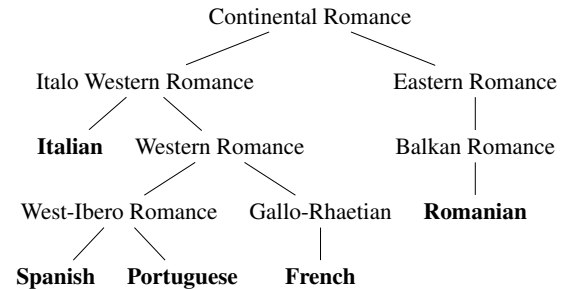 Continental Romance
Italo Western Romance Eastern Romance
Italian Western Romance Balkan Romance
West-Ibero Romance Gallo-Rhaetian Romanian
Spanish Portuguese French